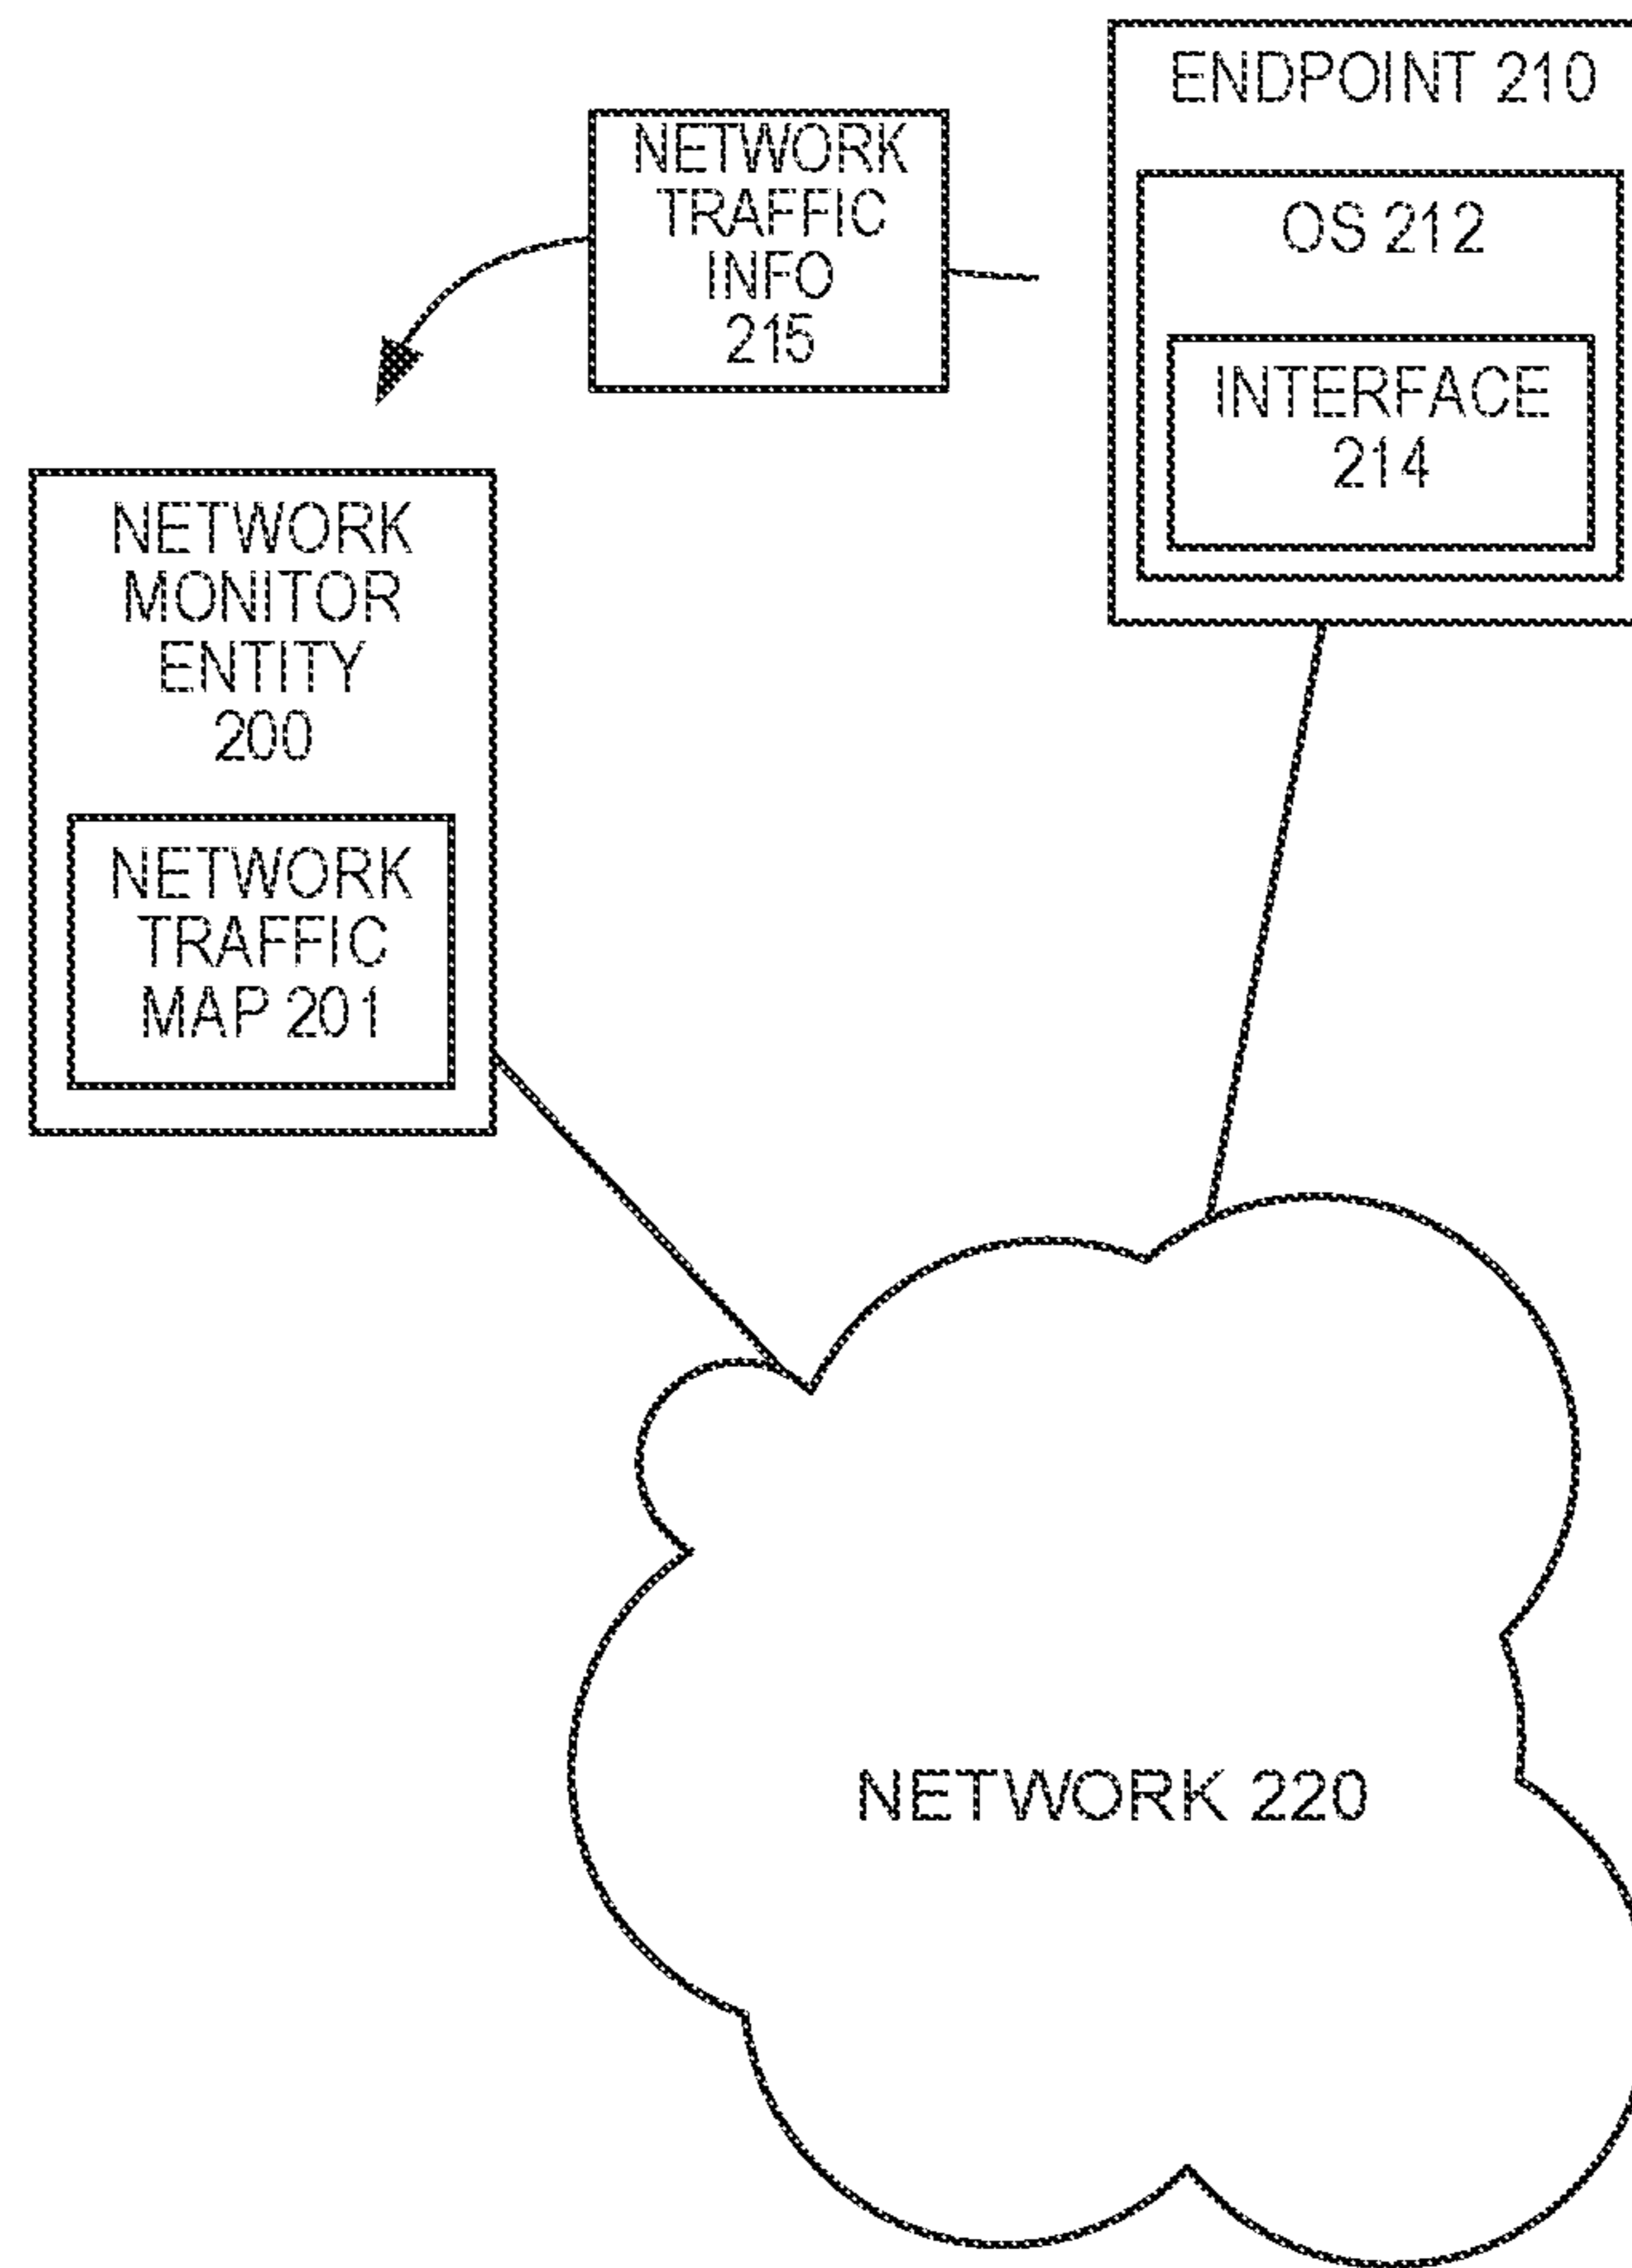 ENDPOINT 210
OS 212
INTERFACE
214
NETWORK
TRAFFIC
INFO
215
NETWORK
MONITOR
ENTITY
200
NETWORK
TRAFFIC
MAP 201
NETWORK 220